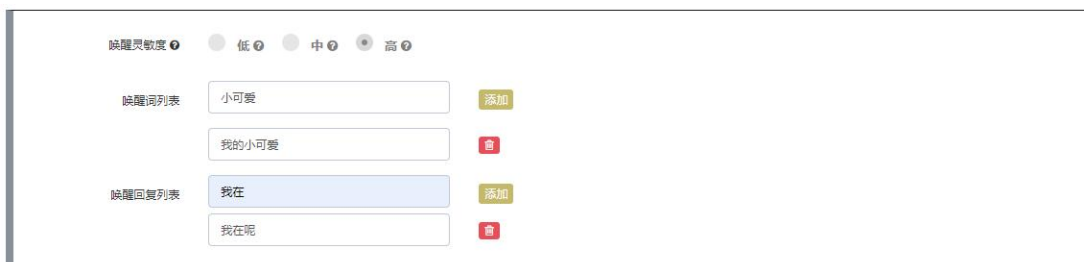 唤醒灵敏度 低 中 高
唤醒词列表 小可爱 添加
我的小可爱
唤醒回复列表 我在 添加
我在呢